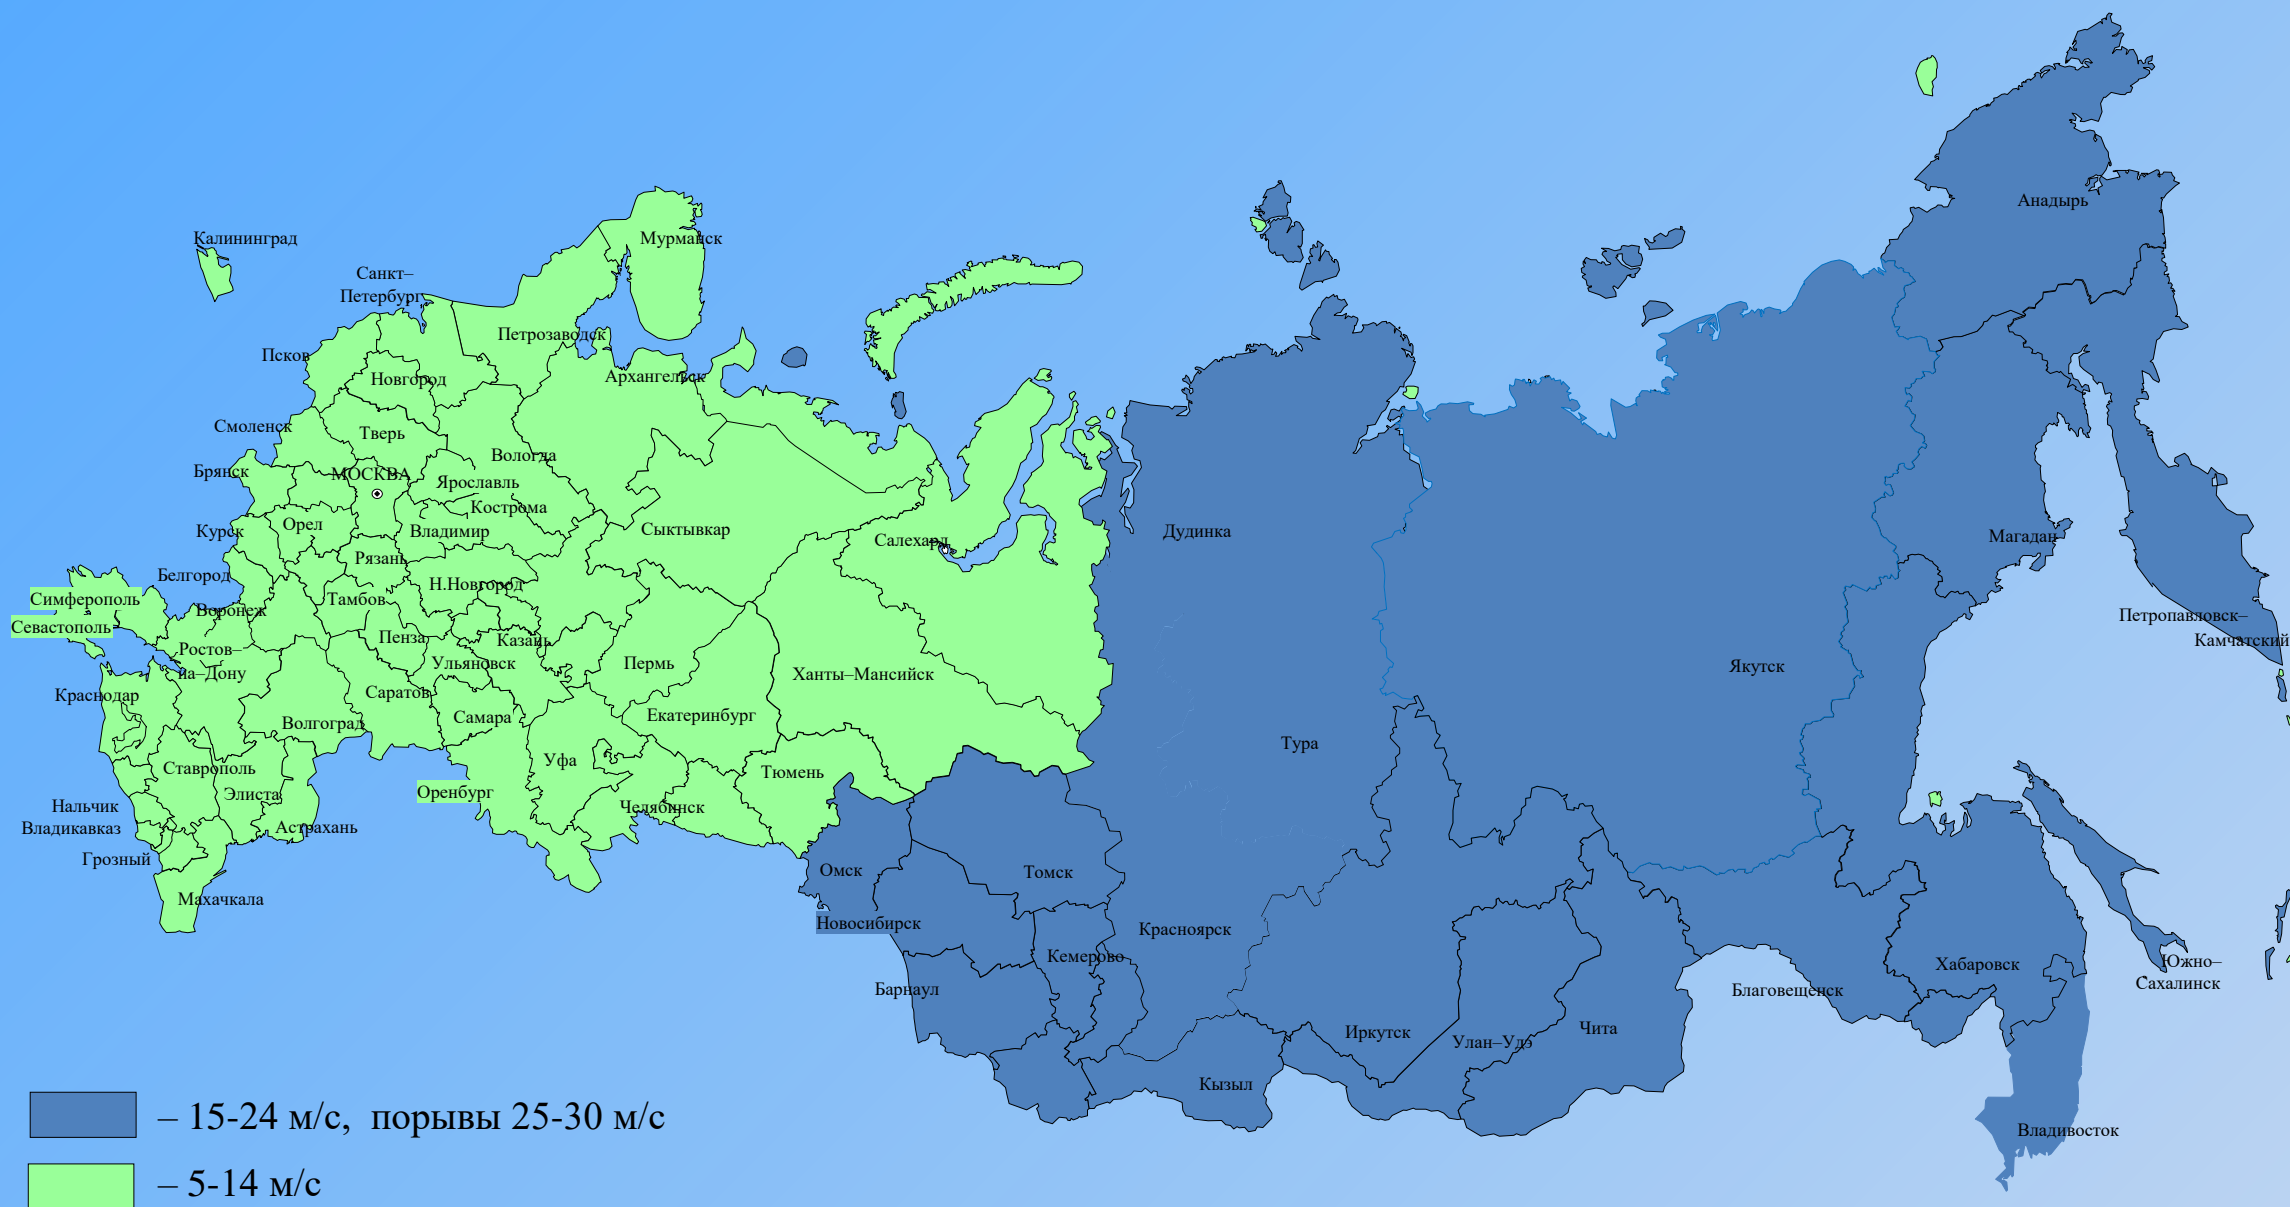 Анадырь
Калининград
Мурманск
Санкт–
Петербург
Петрозаводск
Псков
Архангельск
Новгород
Смоленск
Тверь
Вологда
Брянск
МОСКВА
Ярославль
Кострома
Орел
Курск
Владимир
Сыктывкар
Дудинка
Магадан
Салехард
Рязань
Белгород
Н.Новгород
Симферополь
Тамбов
Воронеж
Петропавловск–
Камчатский
Севастополь
Пенза
Казань
Ростов–
на–Дону
Ульяновск
Пермь
Якутск
Ханты–Мансийск
Краснодар
Саратов
Самара
Екатеринбург
Волгоград
Тура
Уфа
Ставрополь
Тюмень
Элиста
Оренбург
Нальчик
Челябинск
Владикавказ
Астрахань
Грозный
Омск
Томск
Махачкала
Новосибирск
Красноярск
Кемерово
Хабаровск
Южно–
Сахалинск
Барнаул
Благовещенск
Иркутск
Улан–Удэ
Чита
Кызыл
– 15-24 м/с, порывы 25-30 м/с
Владивосток
– 5-14 м/с